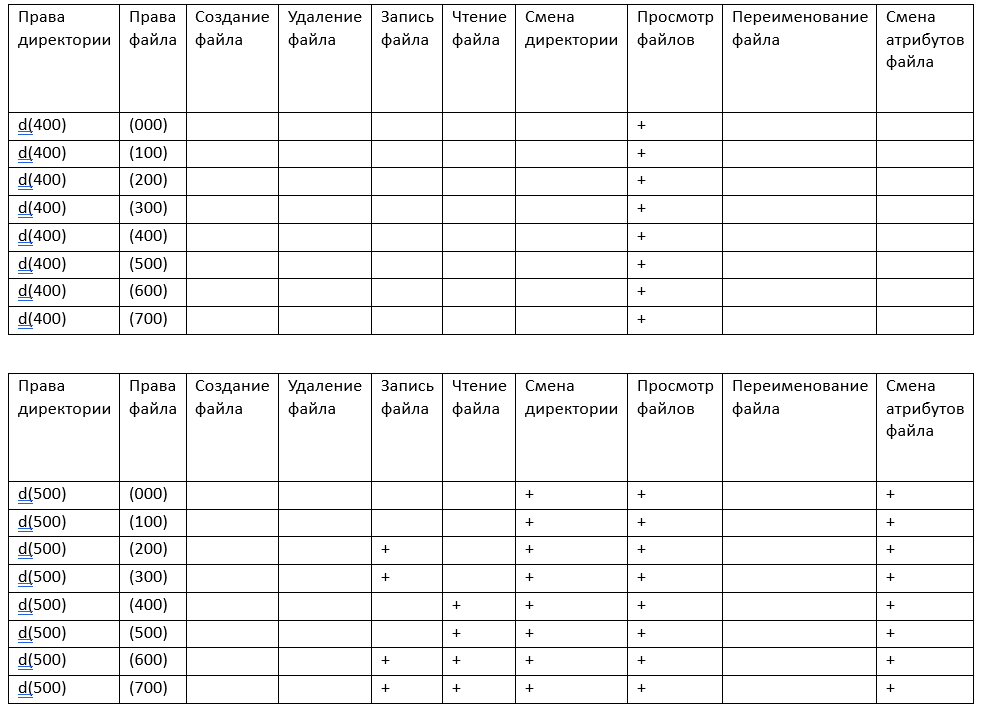 Права директории | Права файла | Создание файла | Удаление файла | Запись файла | Чтение файла | Смена директории | Просмотр файлов | Переименование файла | Смена атрибутов файла
d(400) | (000) | | | | | | + | |
d(400) | (100) | | | | | | + | |
d(400) | (200) | | | | | | + | |
d(400) | (300) | | | | | | + | |
d(400) | (400) | | | | | | + | |
d(400) | (500) | | | | | | + | |
d(400) | (600) | | | | | | + | |
d(400) | (700) | | | | | | + | |
Права директории | Права файла | Создание файла | Удаление файла | Запись файла | Чтение файла | Смена директории | Просмотр файлов | Переименование файла | Смена атрибутов файла
d(500) | (000) | | | | | + | + | | +
d(500) | (100) | | | | | + | + | | +
d(500) | (200) | | | + | | + | + | | +
d(500) | (300) | | | + | | + | + | | +
d(500) | (400) | | | | + | + | + | | +
d(500) | (500) | | | | + | + | + | | +
d(500) | (600) | | | + | + | + | + | | +
d(500) | (700) | | | + | + | + | + | | +